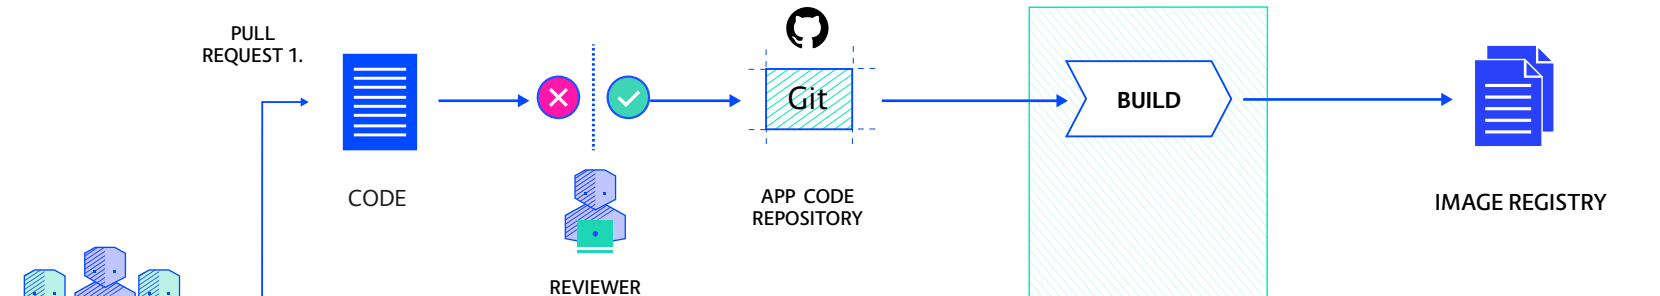 PULL
REQUEST 1.
CODE
REVIEWER
Git
APP CODE
REPOSITORY
BUILD
IMAGE REGISTRY